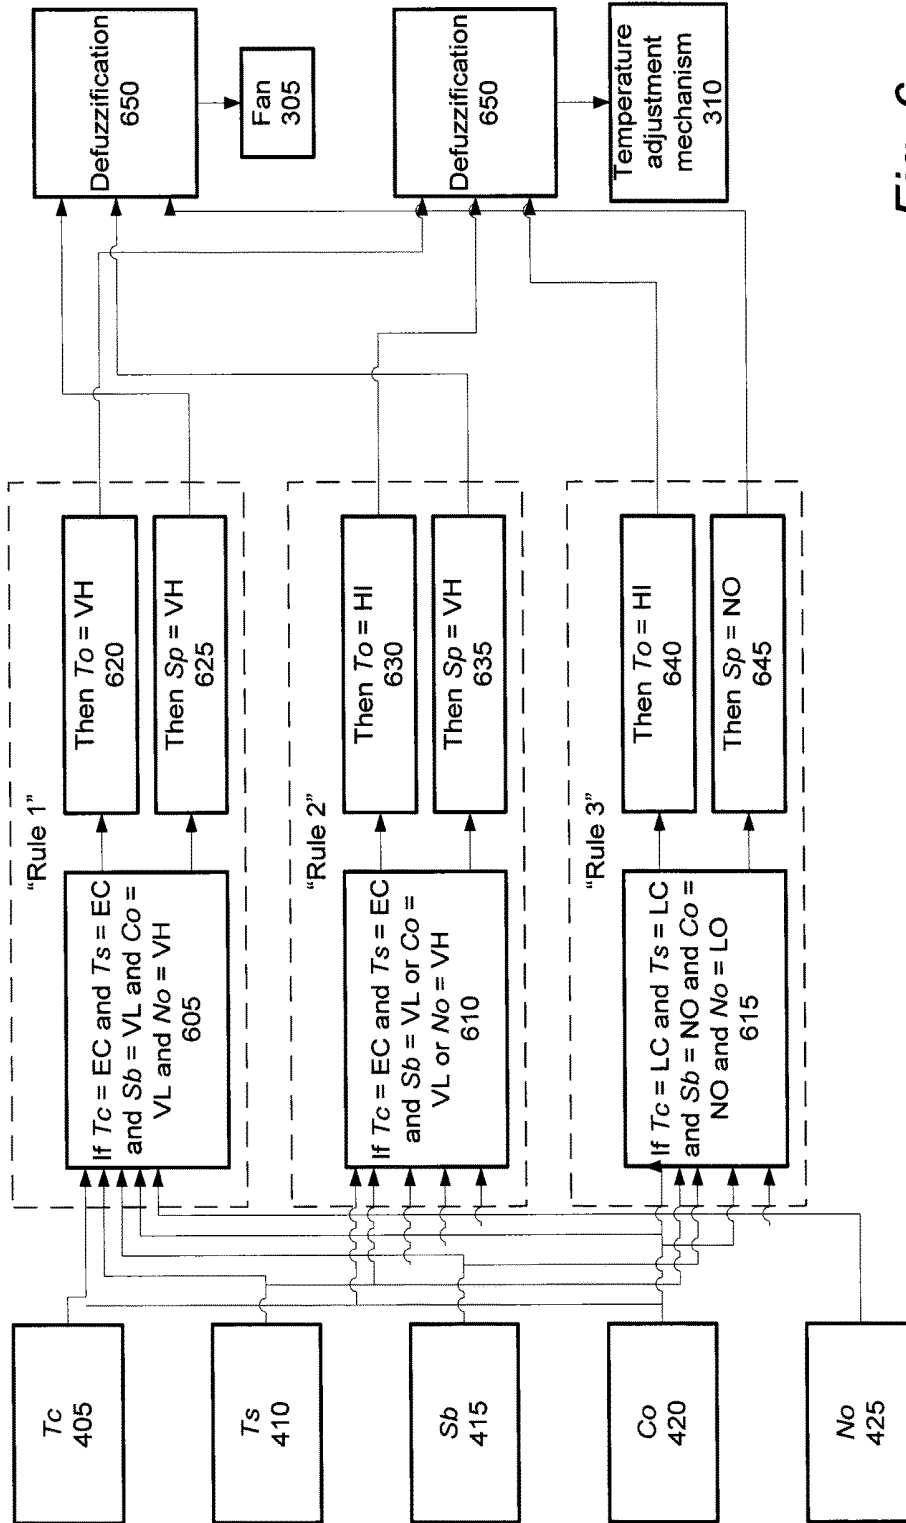 Tc
405
Ts
410
Sb
415
Co
420
No
425
"Rule 1"
If Tc = EC and Ts = EC
and Sb = VL and Co =
VL and No = VH
605
Then To = VH
620
Then Sp = VH
625
"Rule 2"
If Tc = EC and Ts = EC
and Sb = VL or Co =
VL or No = VH
610
Then To = HI
630
Then Sp = VH
635
"Rule 3"
If Tc = LC and Ts = LC
and Sb = NO and Co =
NO and No = LO
615
Then To = HI
640
Then Sp = NO
645
Defuzzification
650
Fan
305
Defuzzification
650
Temperature
adjustment
mechanism
310